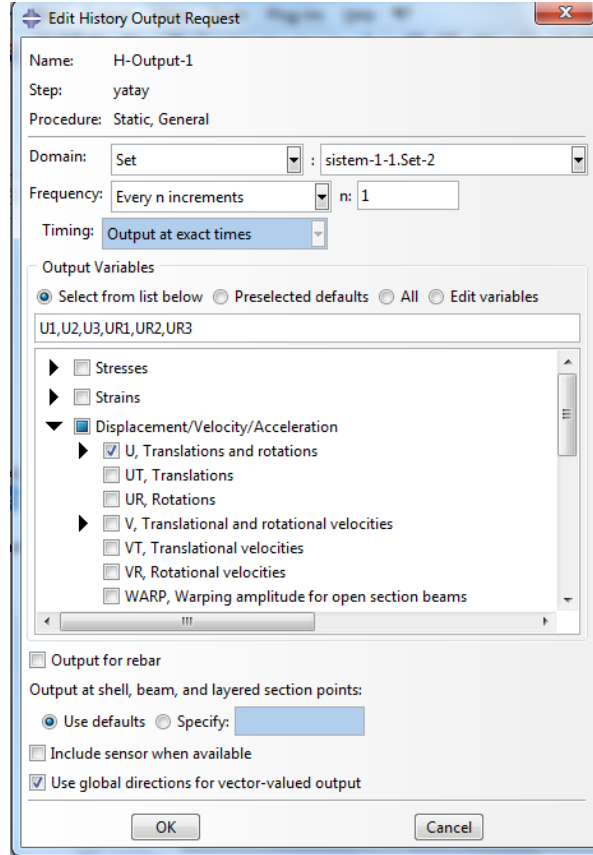 Edit History Output Request
Name: H-Output-1
Step: yatay
Procedure: Static, General
Domain: Set : sistem-1-1.Set-2
Frequency: Every n increments n: 1
Timing: Output at exact times
Output Variables
Select from list below Preselected defaults All Edit variables
U1,U2,U3,UR1,UR2,UR3
Stresses
Strains
Displacement/Velocity/Acceleration
U, Translations and rotations
UT, Translations
UR, Rotations
V, Translational and rotational velocities
VT, Translational velocities
VR, Rotational velocities
WARP, Warping amplitude for open section beams
Output for rebar
Output at shell, beam, and layered section points:
Use defaults Specify:
Include sensor when available
Use global directions for vector-valued output
OK Cancel